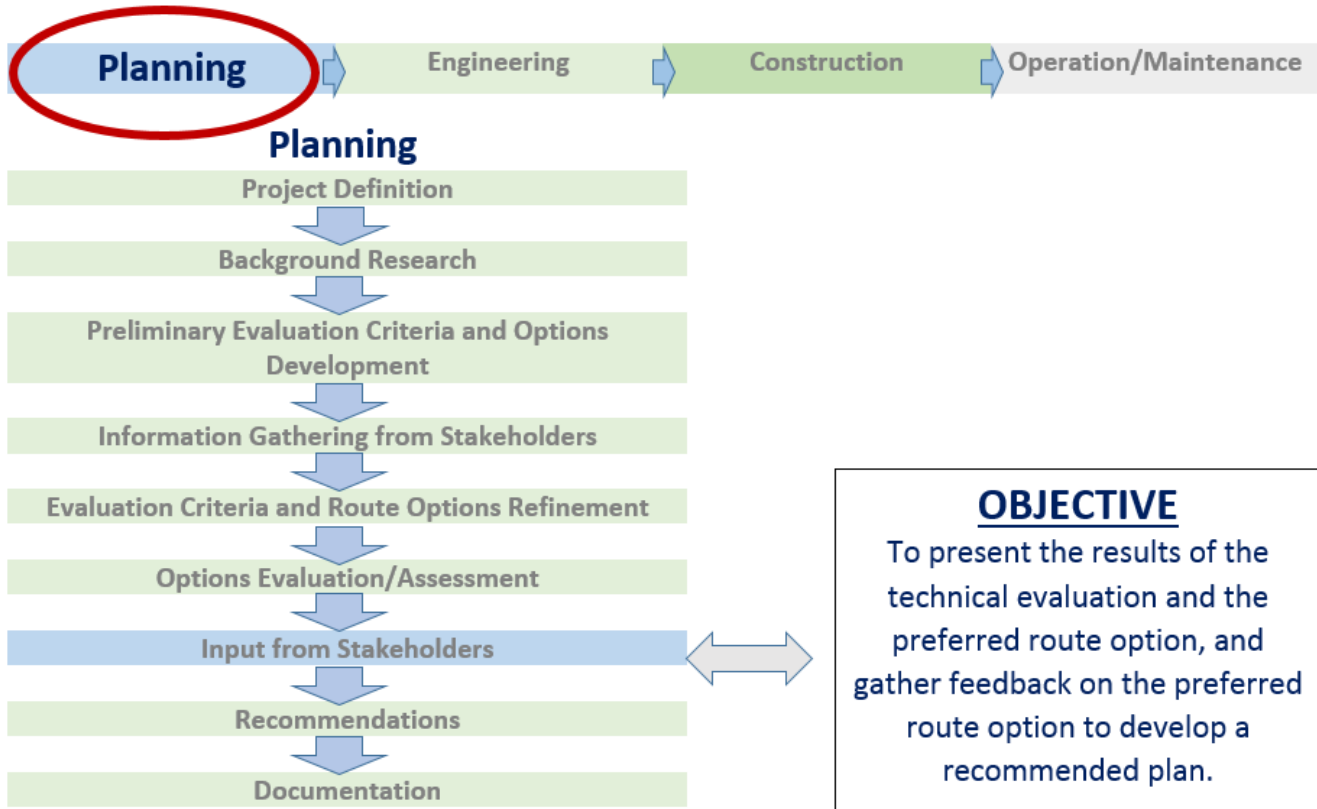 Planning
Engineering
Construction
Operation/Maintenance
Planning
Project Definition
Background Research
Preliminary Evaluation Criteria and Options
Development
Information Gathering from Stakeholders
Evaluation Criteria and Route Options Refinement
Options Evaluation/Assessment
Input from Stakeholders
Recommendations
Documentation
OBJECTIVE
To present the results of the
technical evaluation and the
preferred route option, and
gather feedback on the preferred
route option to develop a
recommended plan.